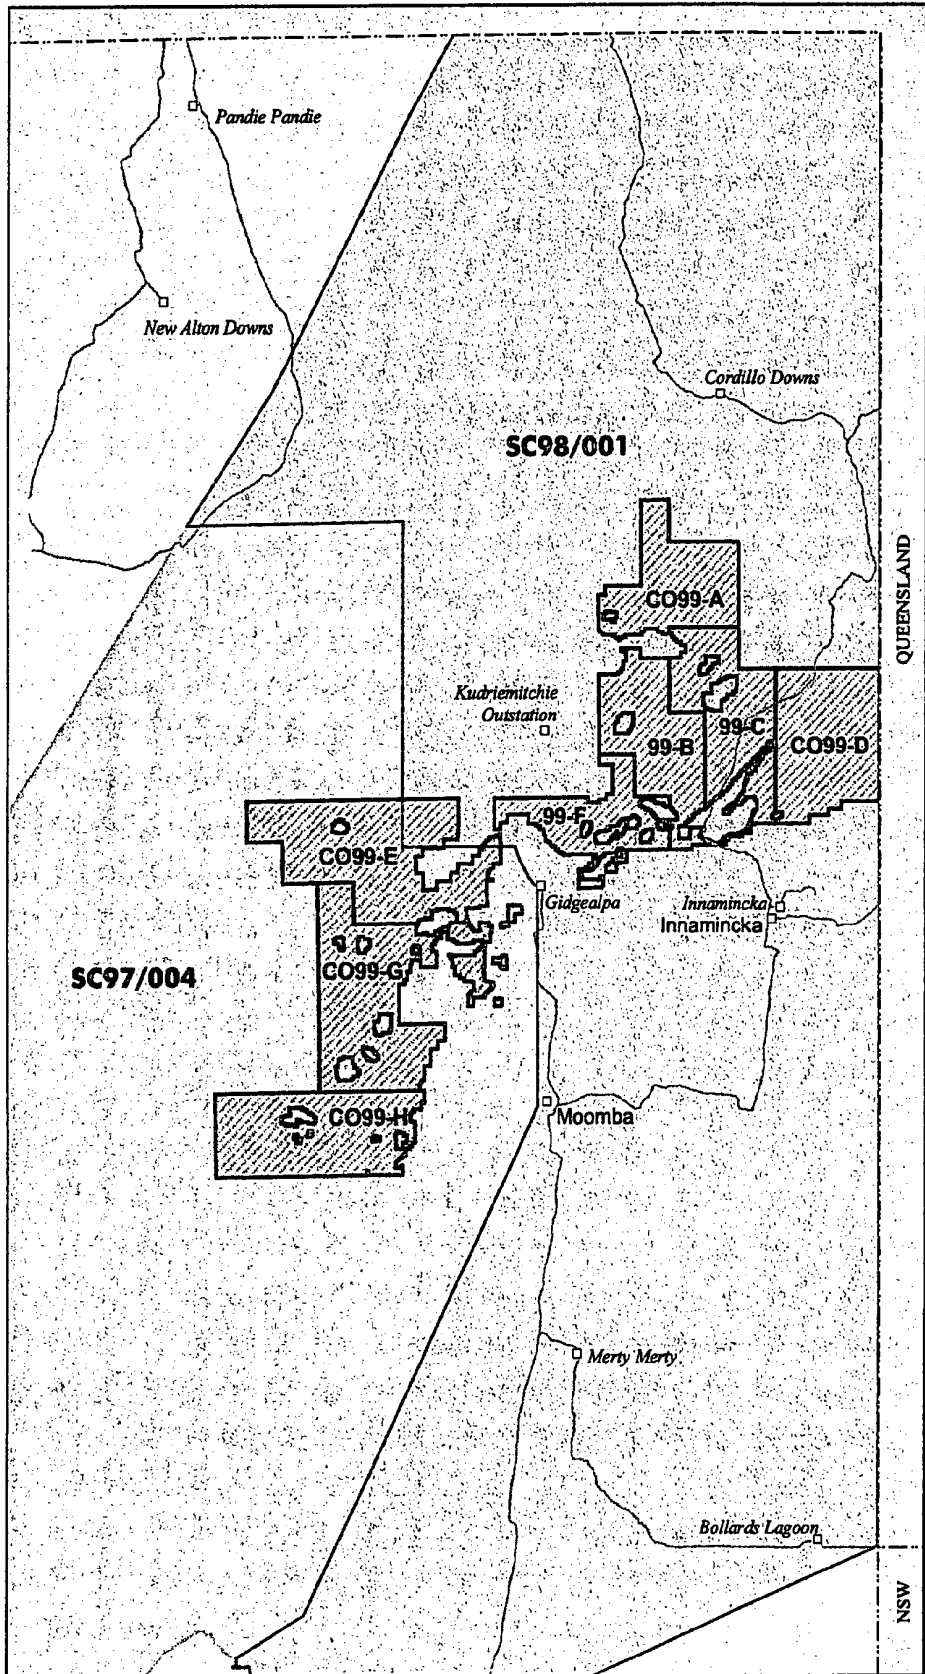 Pandie Pandie
New Alton Downs
Cordillo Downs
SC98/001
QUEENSLAND
CO99-A
Kudriemitchie
Outstation
99-B
99-C
CO99-D
99-F
CO99-E
Gidgealpa
Innamincka
Innamincka
SC97/004
CO99-G
Moomba
CO99-H
Merty Merty
Bollards Lagoon
NSW